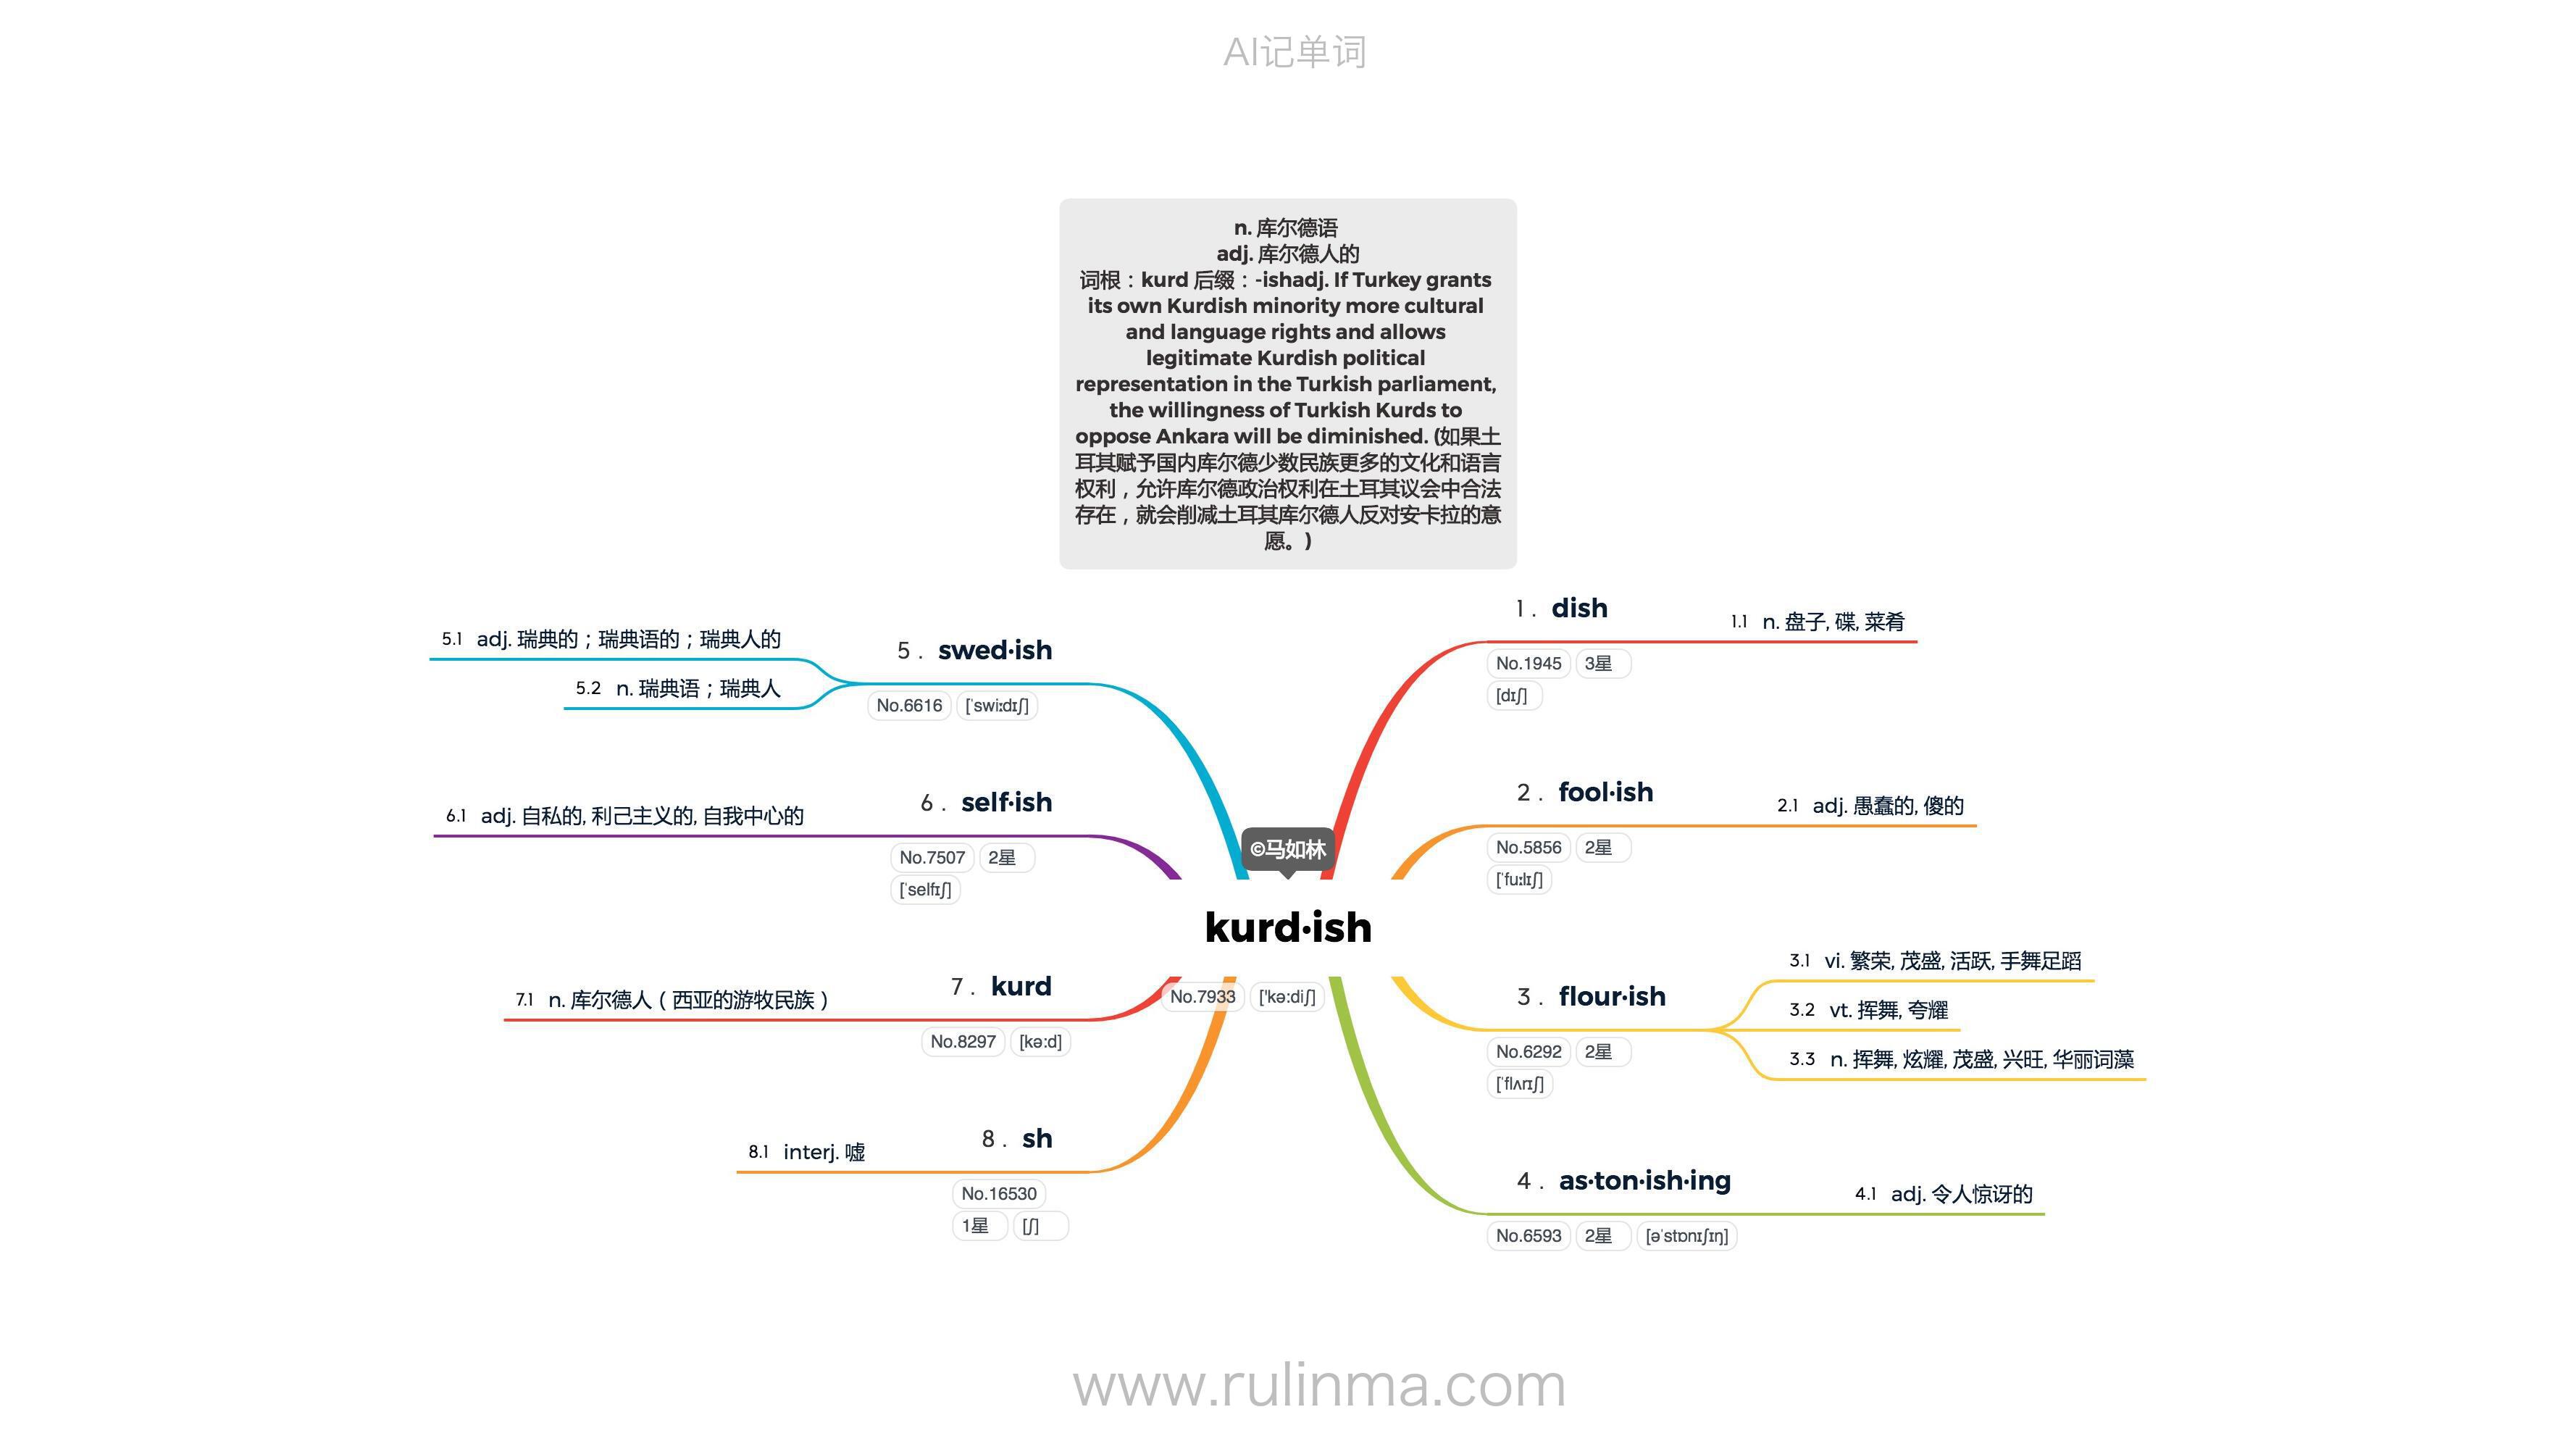 AI记单词
n. 库尔德语
adj. 库尔德人的
词根：kurd 后缀：-ishadj. If Turkey grants
its own Kurdish minority more cultural
and language rights and allows
legitimate Kurdish political
representation in the Turkish parliament,
the willingness of Turkish Kurds to
oppose Ankara will be diminished. (如果土
耳其赋予国内库尔德少数民族更多的文化和语言
权利，允许库尔德政治权利在土耳其议会中合法
存在，就会削减土耳其库尔德人反对安卡拉的意
愿。)
©马如林
kurd·ish
No.7933 ['kə:diʃ]
1. dish
No.1945 3星
[dɪʃ]
1.1 n. 盘子, 碟, 菜肴
2. fool·ish
No.5856 2星
[ˈfuːlɪʃ]
2.1 adj. 愚蠢的, 傻的
3. flour·ish
No.6292 2星
[ˈflʌrɪʃ]
3.1 vi. 繁荣, 茂盛, 活跃, 手舞足蹈
3.2 vt. 挥舞, 夸耀
3.3 n. 挥舞, 炫耀, 茂盛, 兴旺, 华丽词藻
4. as·ton·ish·ing
No.6593 2星 [əˈstɒnɪʃɪŋ]
4.1 adj. 令人惊讶的
5. swed·ish
No.6616 [ˈswiːdɪʃ]
5.1 adj. 瑞典的；瑞典语的；瑞典人的
5.2 n. 瑞典语；瑞典人
6. self·ish
No.7507 2星
[ˈselfɪʃ]
6.1 adj. 自私的, 利己主义的, 自我中心的
7. kurd
No.8297 [kə:d]
7.1 n. 库尔德人（西亚的游牧民族）
8. sh
No.16530
1星 [ʃ]
8.1 interj. 嘘
www.rulinma.com